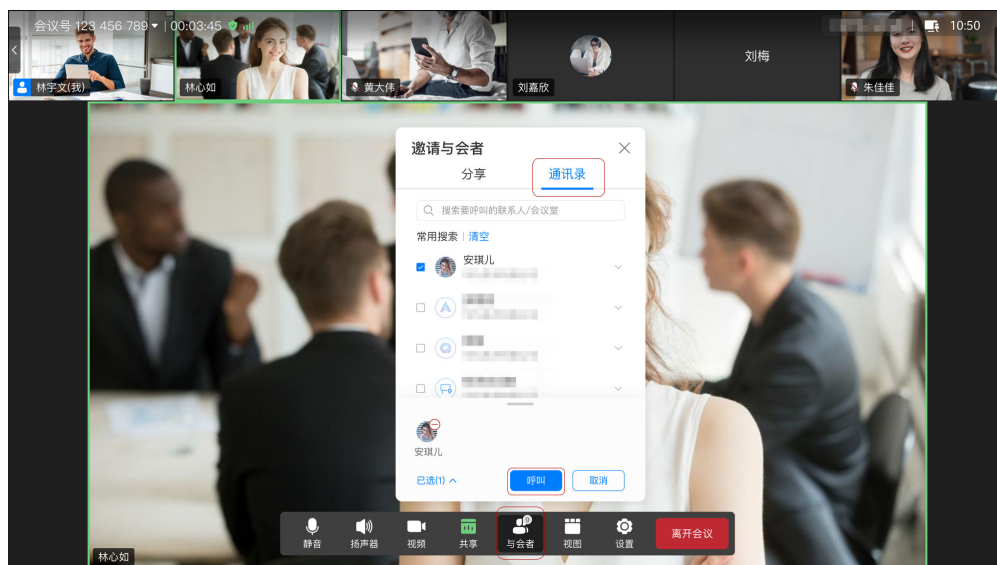 会议号 123 456 789 | 00:03:45
10:50
林宇文(我)
林心如
黄大伟
刘嘉欣
刘梅
朱佳佳
邀请与会者
分享
通讯录
搜索要呼叫的联系人/会议室
常用搜索 | 清空
安琪儿
安琪儿
已选(1)
呼叫
取消
静音
扬声器
视频
共享
与会者
视图
设置
离开会议
林心如